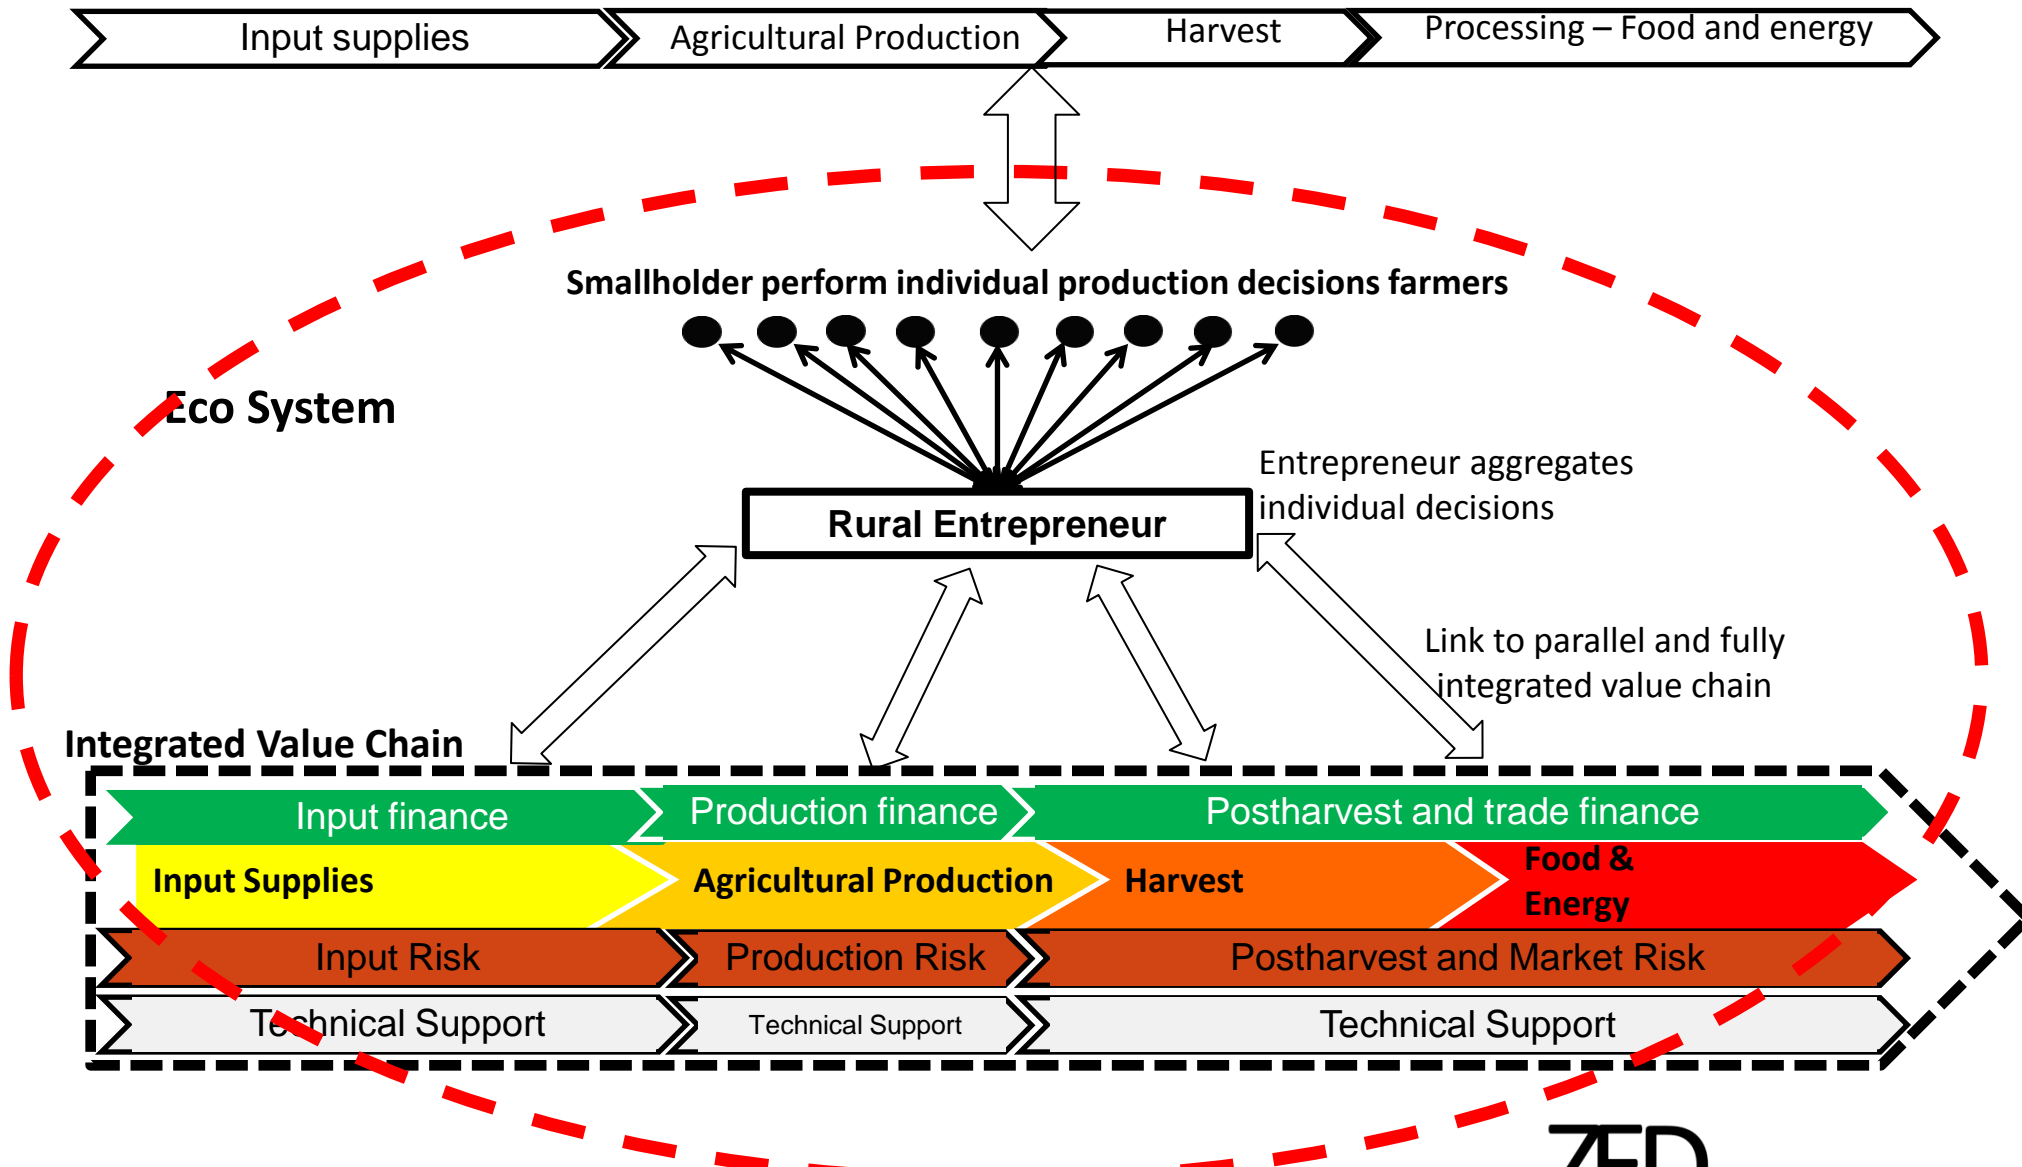 Input supplies
Agricultural Production
Harvest
Processing – Food and energy
Smallholder perform individual production decisions farmers
Eco System
Entrepreneur aggregates
individual decisions
Rural Entrepreneur
Link to parallel and fully
integrated value chain
Integrated Value Chain
Input finance
Production finance
Postharvest and trade finance
Input Supplies
Agricultural Production
Harvest
Food &
Energy
Input Risk
Production Risk
Postharvest and Market Risk
Technical Support
Technical Support
Technical Support
ZED